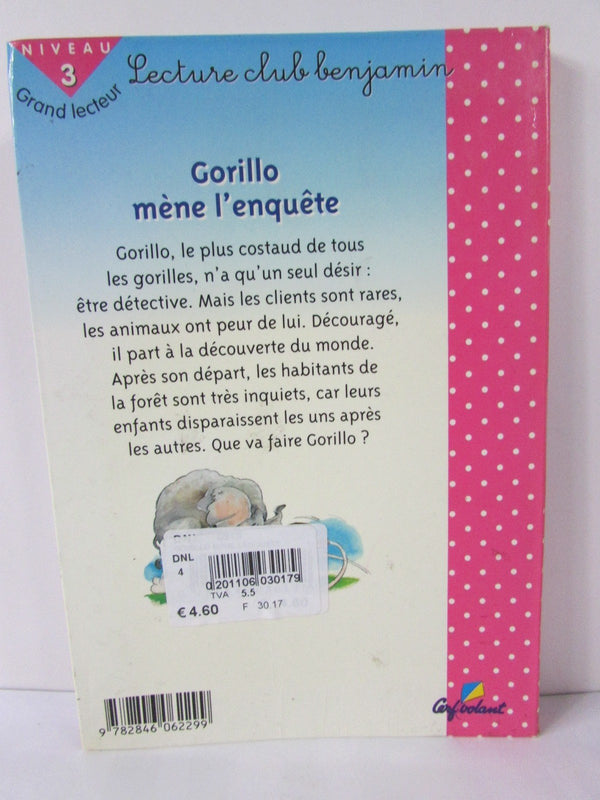 NIVEAU
3
Grand lecteur
Lecture club benjamin
Gorillo
mène l'enquête
Gorillo, le plus costaud de tous
les gorilles, n'a qu'un seul désir :
être détective. Mais les clients sont rares,
les animaux ont peur de lui. Découragé,
il part à la découverte du monde.
Après son départ, les habitants de
la forêt sont très inquiets, car leurs
enfants disparaissent les uns après
les autres. Que va faire Gorillo ?
DNL
4
0 201106 030179
TVA 5.5
€ 4.60 F 30.17
9 782846 062299
Cerf volant